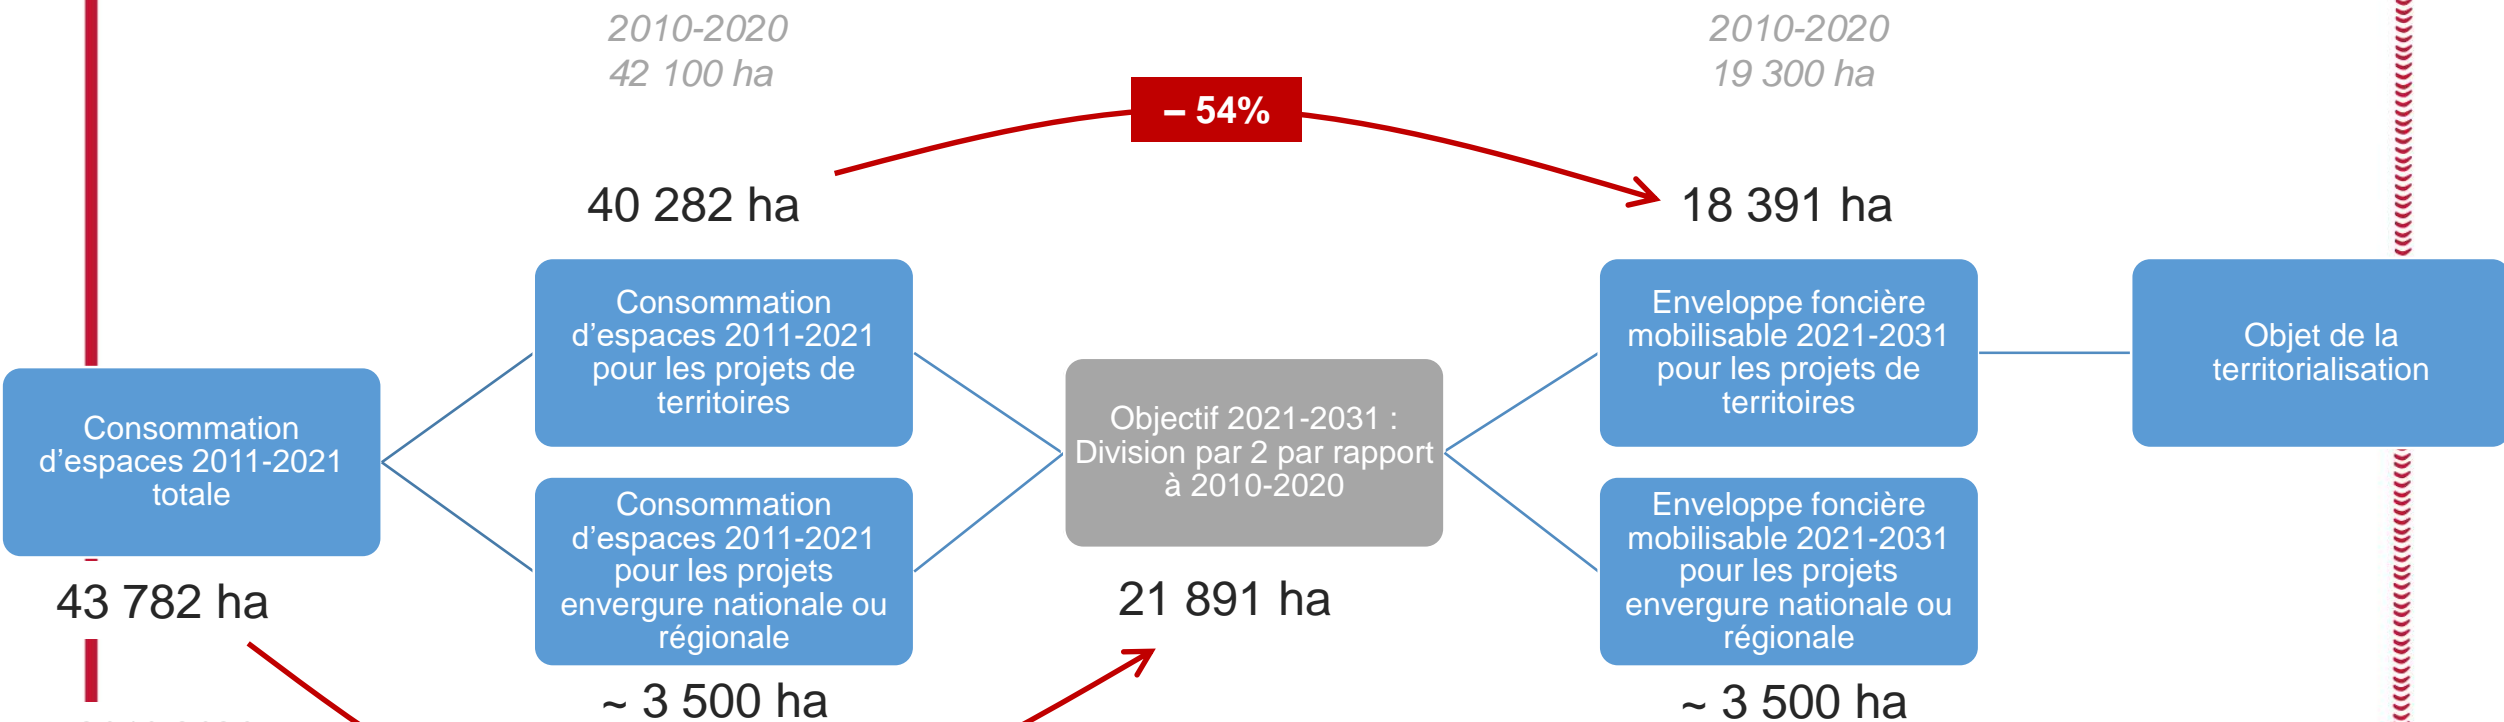 2010-2020
42 100 ha
2010-2020
19 300 ha
– 54%
40 282 ha
18 391 ha
Consommation
d’espaces 2011-2021
pour les projets de
territoires
Enveloppe foncière
mobilisable 2021-2031
pour les projets de
territoires
Objet de la
territorialisation
Consommation
d’espaces 2011-2021
totale
Objectif 2021-2031 :
Division par 2 par rapport
à 2010-2020
Consommation
d’espaces 2011-2021
pour les projets
envergure nationale ou
régionale
Enveloppe foncière
mobilisable 2021-2031
pour les projets
envergure nationale ou
régionale
43 782 ha
21 891 ha
~ 3 500 ha
~ 3 500 ha